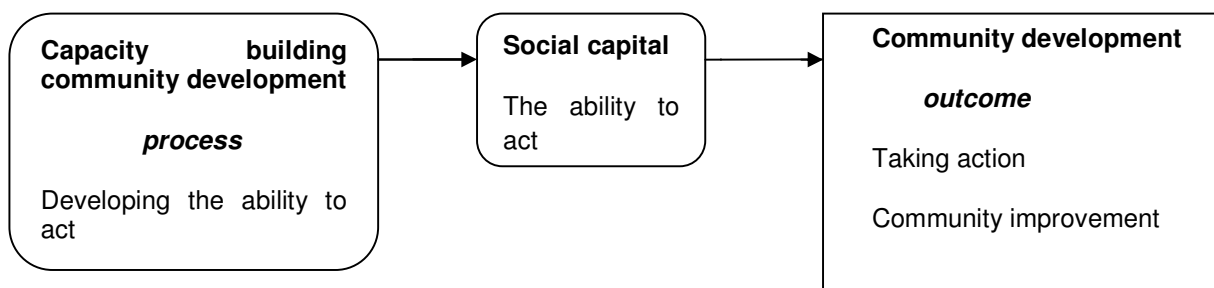 Capacity building
community development
process
Developing the ability to
act
Social capital
The ability to
act
Community development
outcome
Taking action
Community improvement